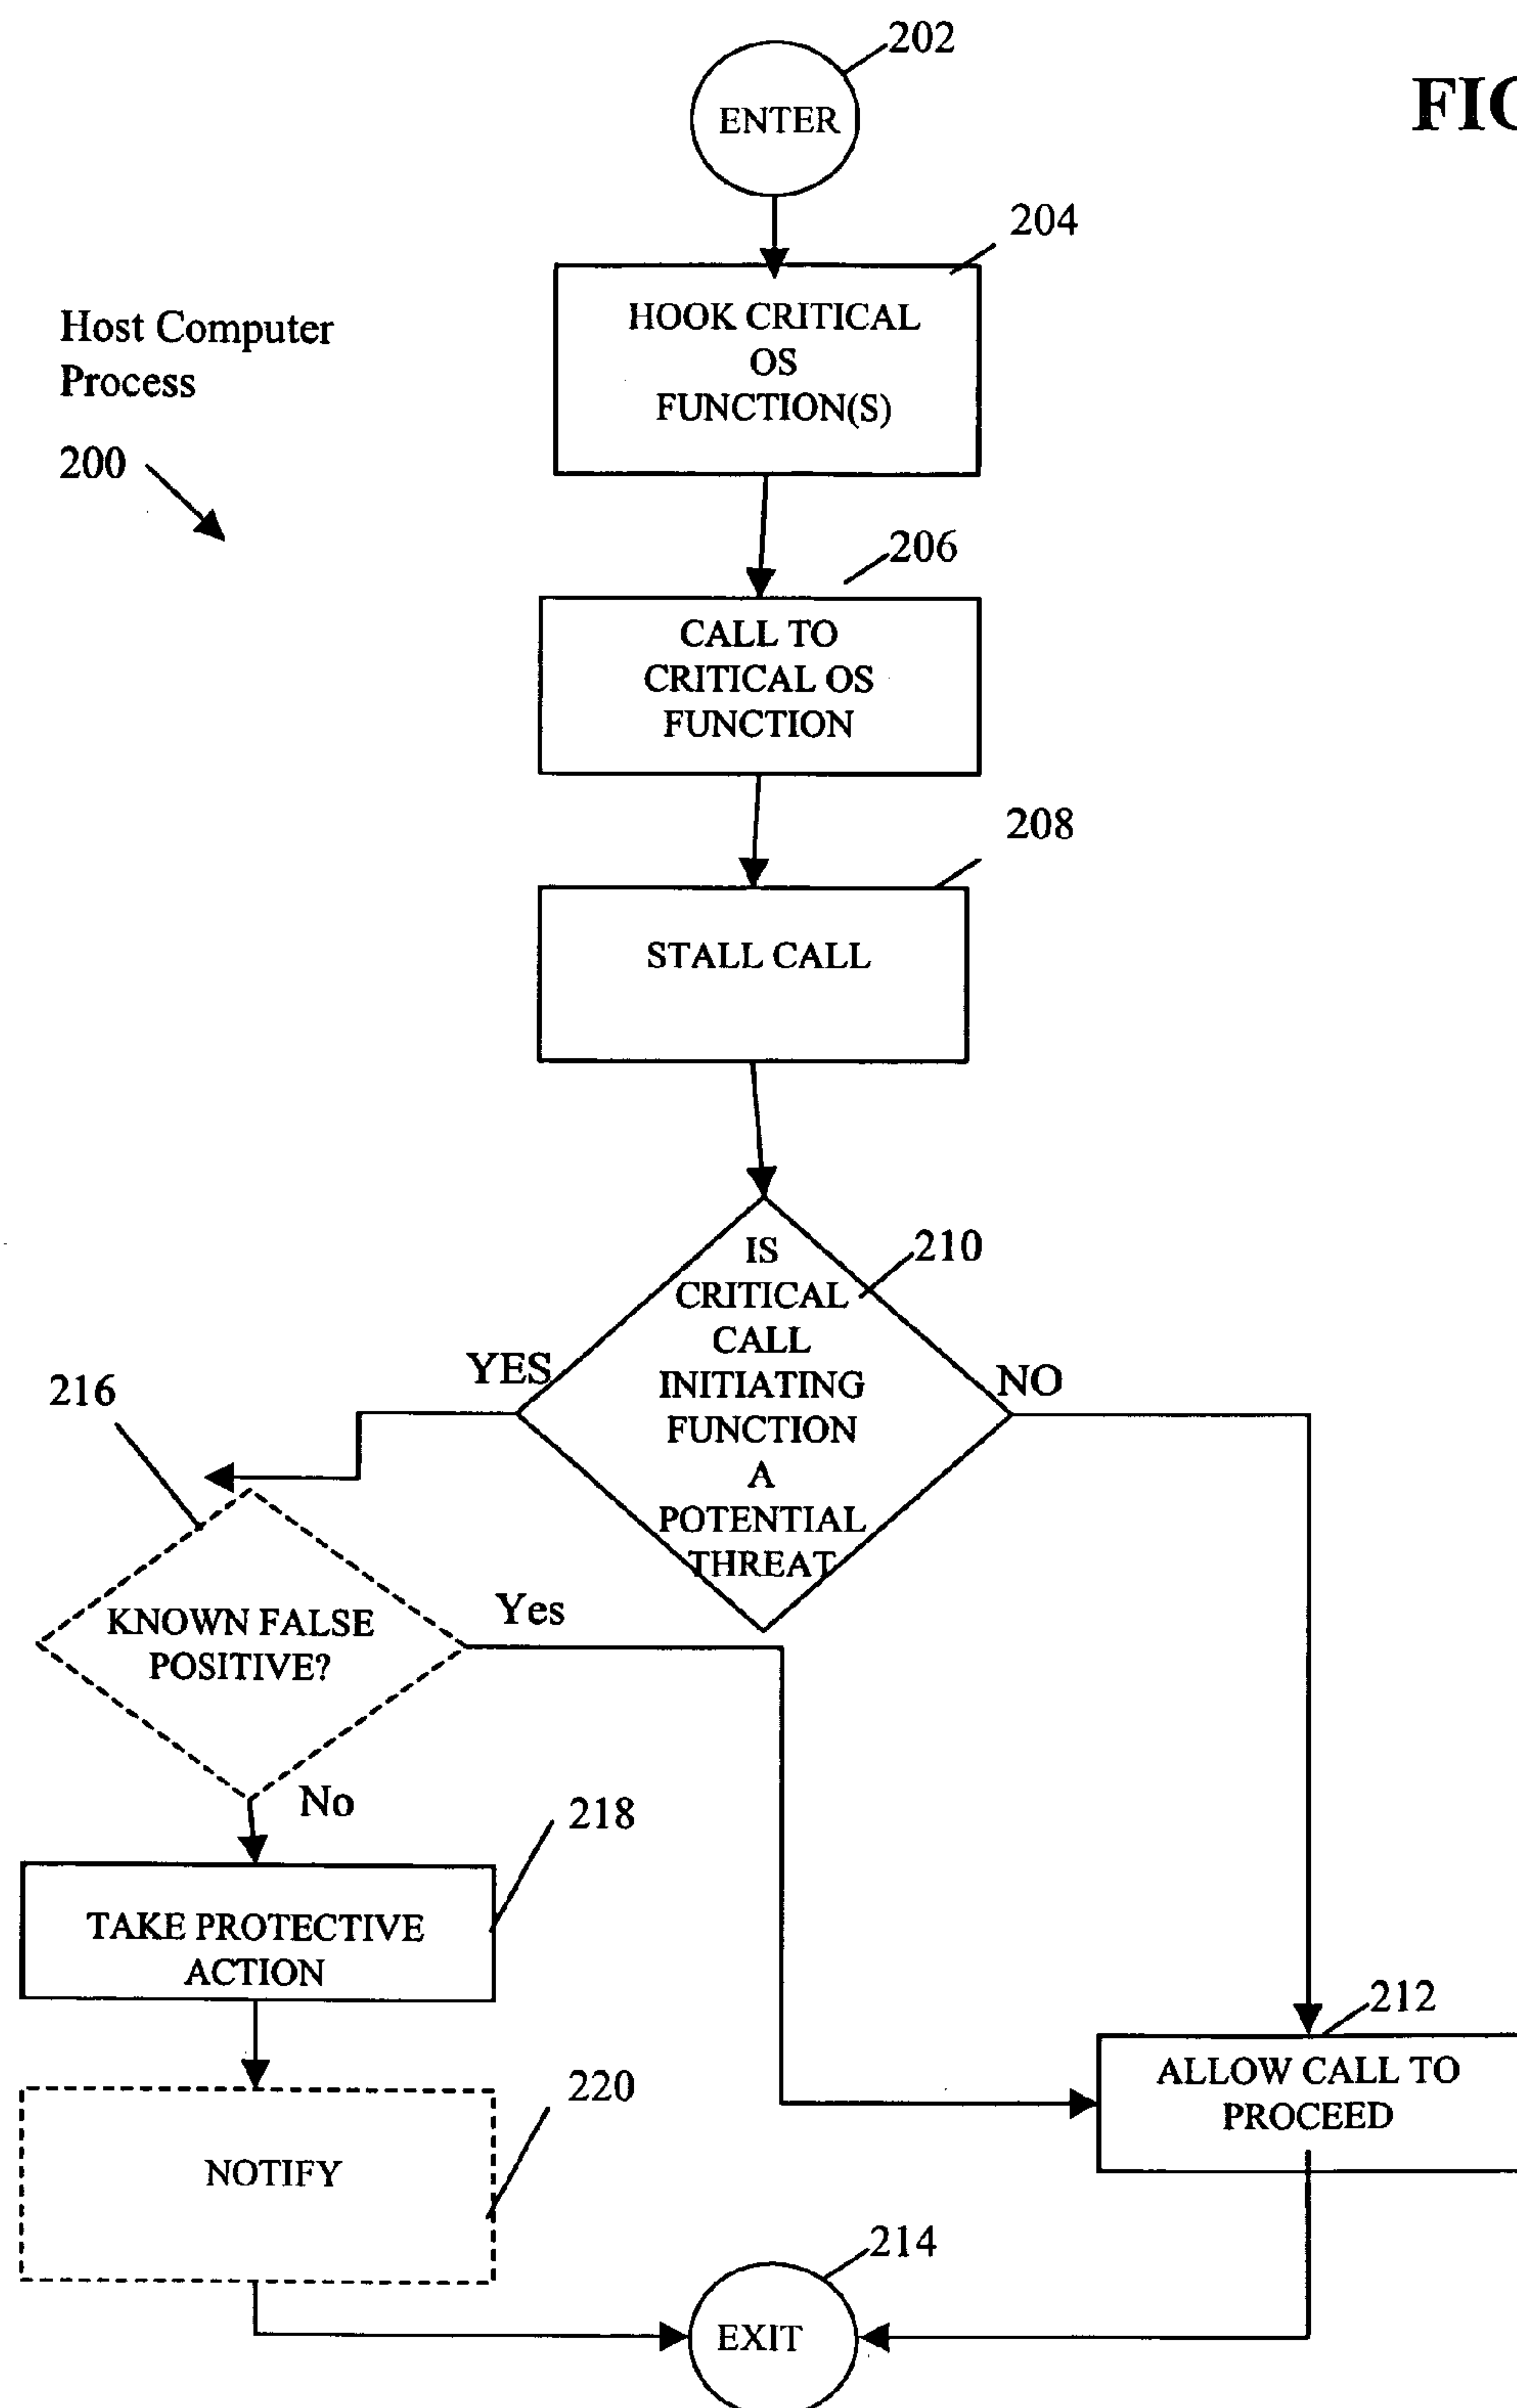 202
ENTER
FIG
204
HOOK CRITICAL
OS
FUNCTION(S)
Host Computer
Process
200
206
CALL TO
CRITICAL OS
FUNCTION
208
STALL CALL
210
IS
CRITICAL
CALL
INITIATING
FUNCTION
A
POTENTIAL
THREAT
YES
NO
216
KNOWN FALSE
POSITIVE?
Yes
No
218
TAKE PROTECTIVE
ACTION
212
ALLOW CALL TO
PROCEED
220
NOTIFY
214
EXIT